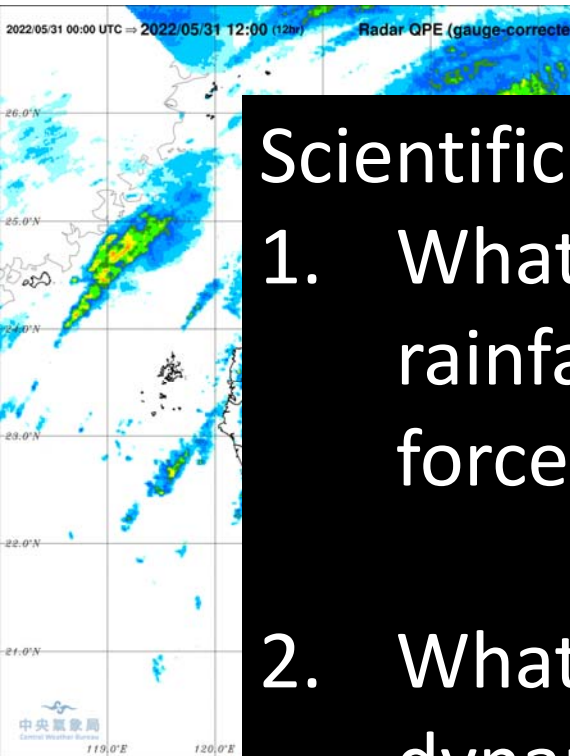 2022/05/31 00:00 UTC ⇒ 2022/05/31 12:00 (12hr) Radar QPE (gauge-correcte
26.0°N
Scientific
25.0°N
1. What
rainfa
24.0°N
force
23.0°N
22.0°N
21.0°N
2. What
中央氣象局
Central Weather Bureau
dyna
119.0°E 120.0°E